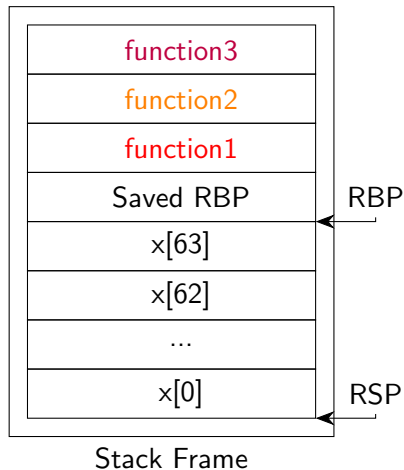 function3
function2
function1
Saved RBP
RBP
x[63]
x[62]
...
x[0]
RSP
Stack Frame